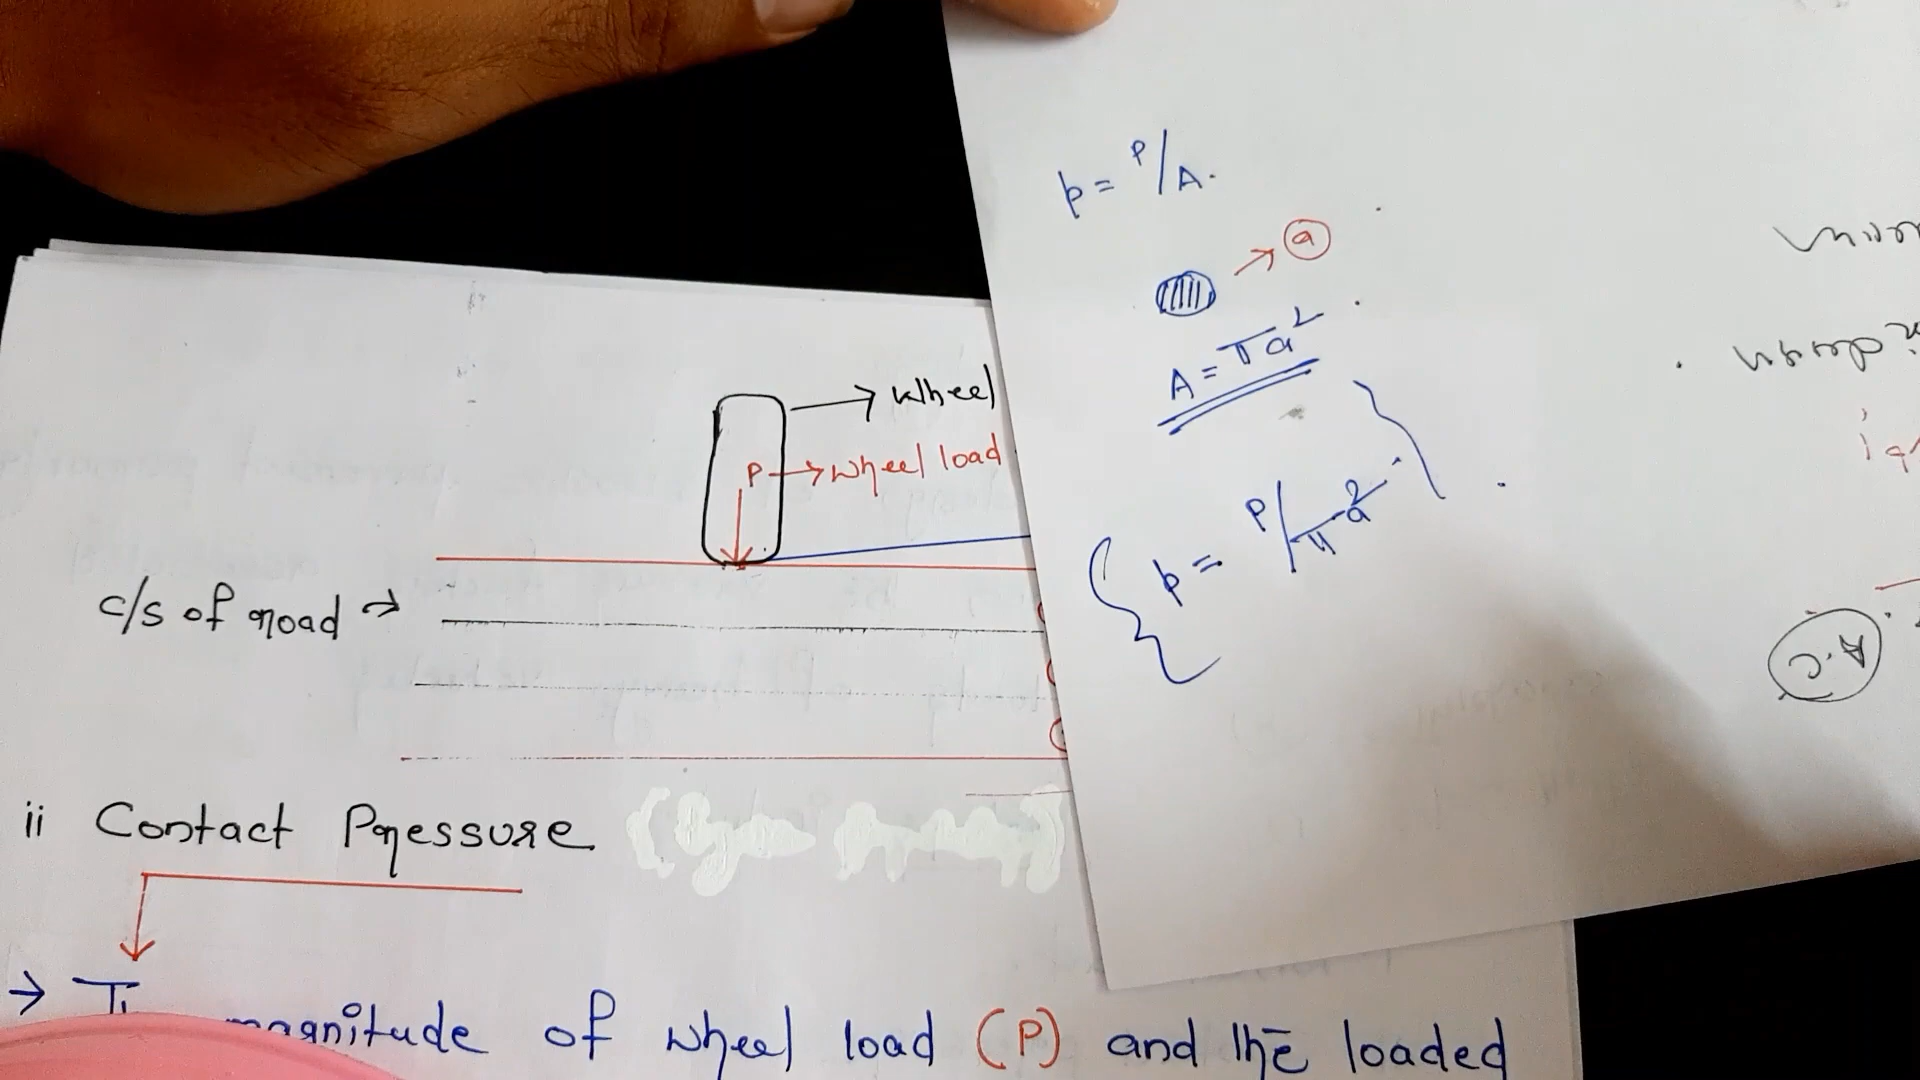 p = P/A.
a
A = πa²
p = P/πa²
A.C
Wheel
P → wheel load
c/s of road →
ii Contact Pressure
→ magnitude of wheel load (P) and the loaded